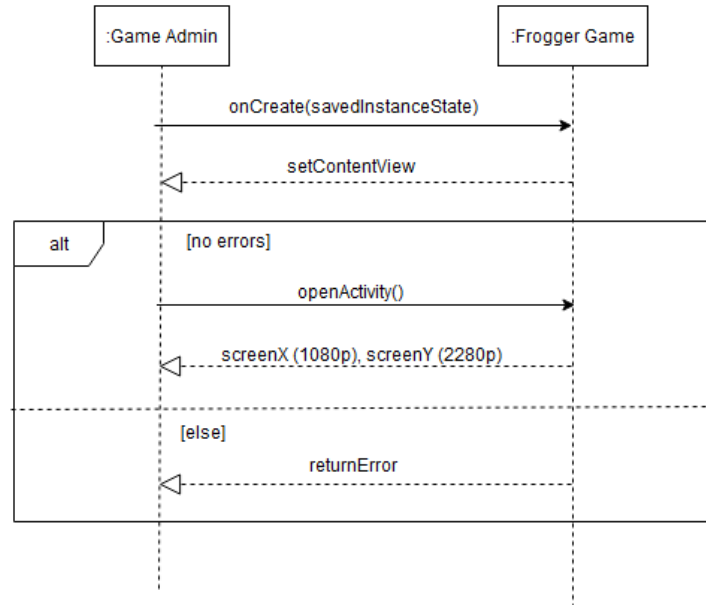 :Game Admin
:Frogger Game
onCreate(savedInstanceState)
setContentView
alt
[no errors]
openActivity()
screenX (1080p), screenY (2280p)
[else]
returnError